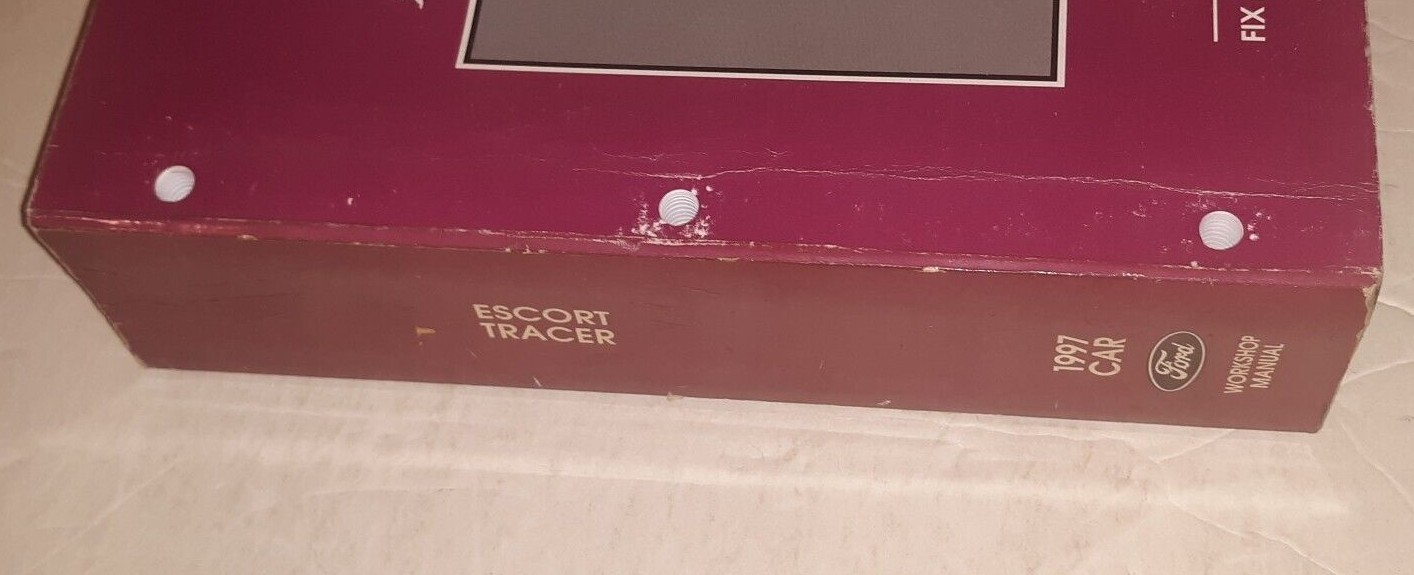 FIX
ESCORT
TRACER
1997
CAR
Ford
WORKSHOP
MANUAL